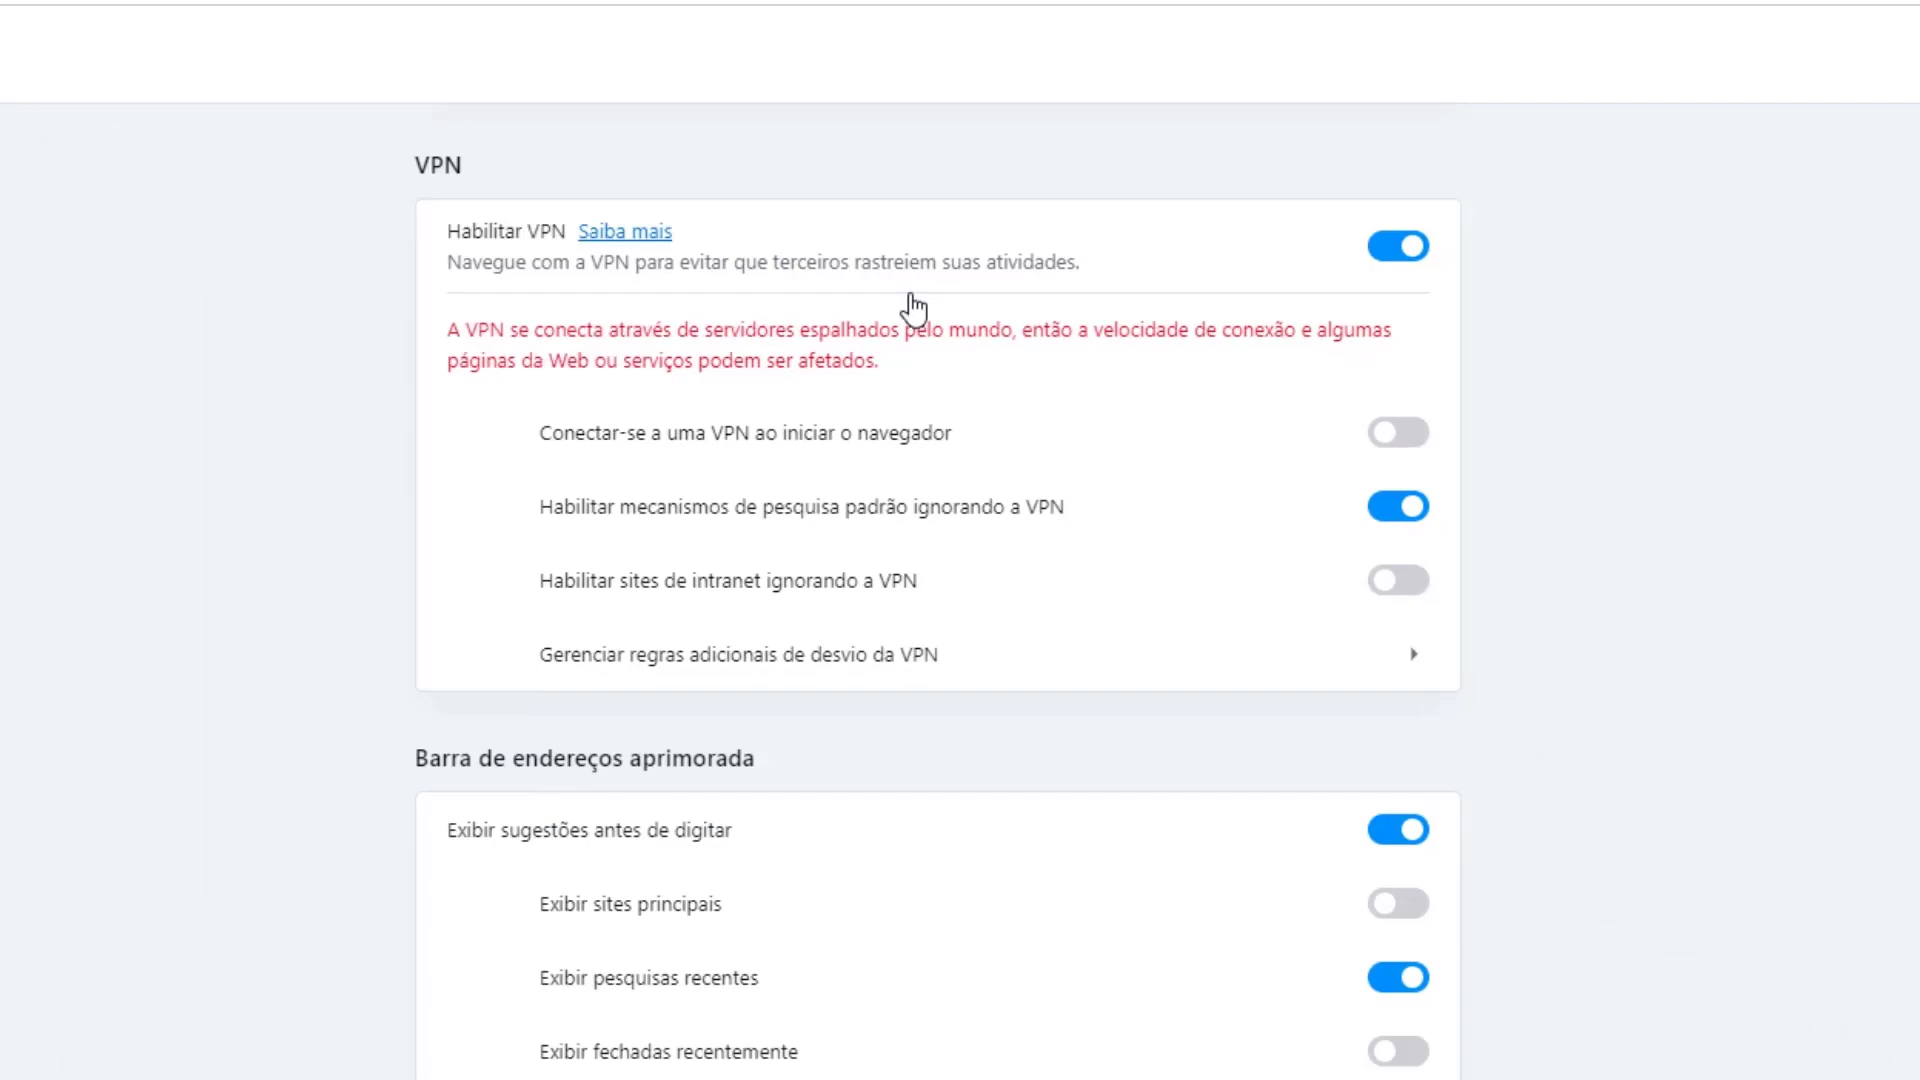 VPN
Habilitar VPN Saiba mais
Navegue com a VPN para evitar que terceiros rastreiem suas atividades.
A VPN se conecta através de servidores espalhados pelo mundo, então a velocidade de conexão e algumas
páginas da Web ou serviços podem ser afetados.
Conectar-se a uma VPN ao iniciar o navegador
Habilitar mecanismos de pesquisa padrão ignorando a VPN
Habilitar sites de intranet ignorando a VPN
Gerenciar regras adicionais de desvio da VPN
Barra de endereços aprimorada
Exibir sugestões antes de digitar
Exibir sites principais
Exibir pesquisas recentes
Exibir fechadas recentemente